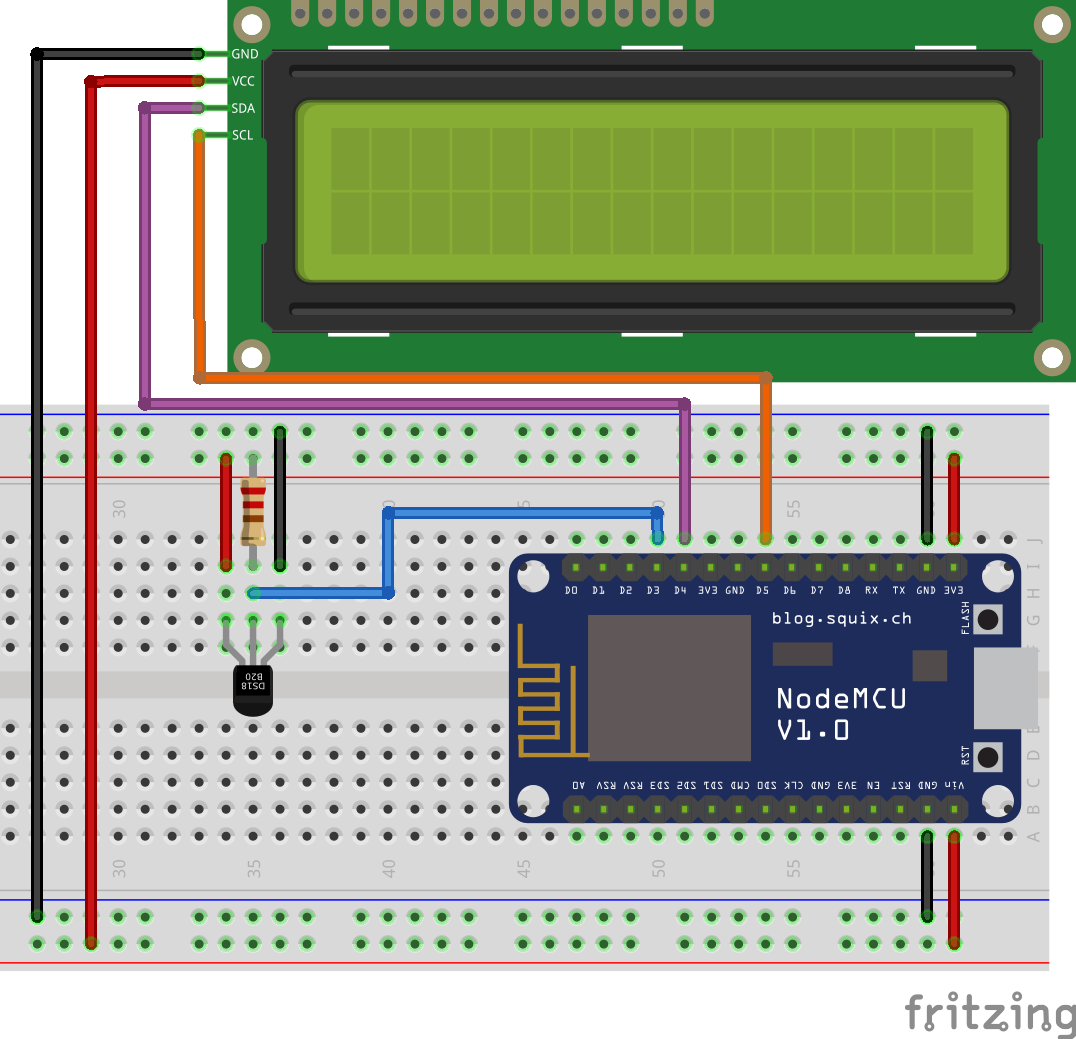 GND
VCC
SDA
SCL
30
35
40
45
50
55
J
I
H
G
D0 D1 D2 D3 D4 3V3 GND D5 D6 D7 D8 RX TX GND 3V3
FLASH
blog.squix.ch
DS18
B20
NodeMCU
V1.0
RST
A0 RSV RSV SD3 SD2 SD1 CMD SD0 CLK GND 3V3 EN RST GND Vin
D
C
B
A
30
35
40
45
50
55
fritzing